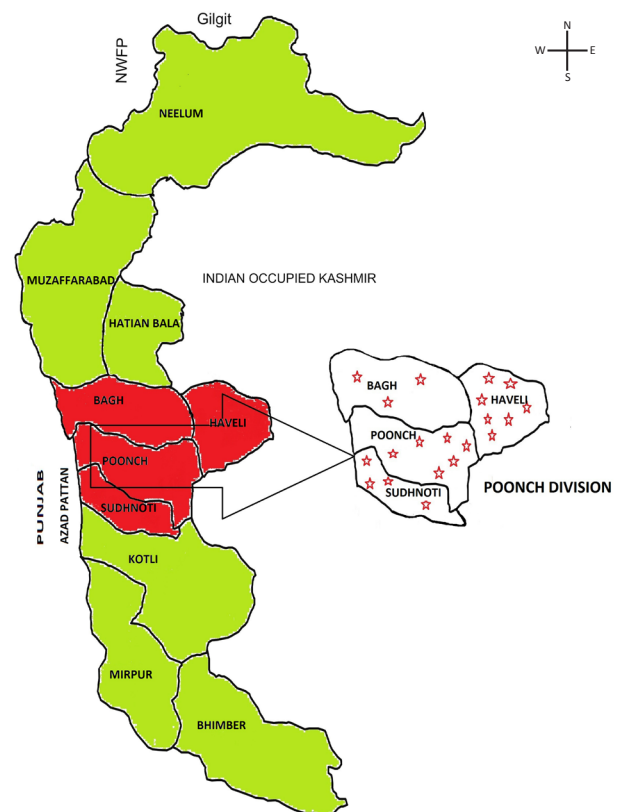 Gilgit
NWFP
N
W E
S
NEELUM
MUZAFFARABAD
INDIAN OCCUPIED KASHMIR
HATIAN BALA
BAGH
HAVELI
POONCH
SUDHNOTI
BAGH
HAVELI
POONCH
SUDHNOTI
POONCH DIVISION
PUNJAB
AZAD PATTAN
KOTLI
MIRPUR
BHIMBER